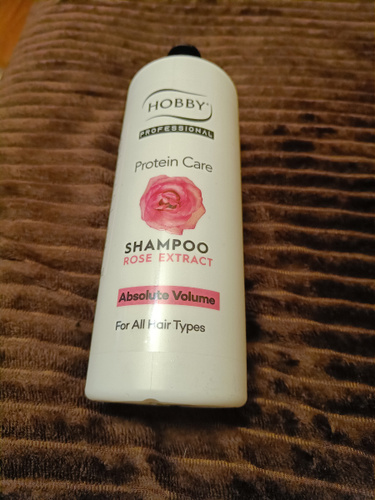 HOBBY
PROFESSIONAL
Protein Care
SHAMPOO
ROSE EXTRACT
Absolute Volume
For All Hair Types